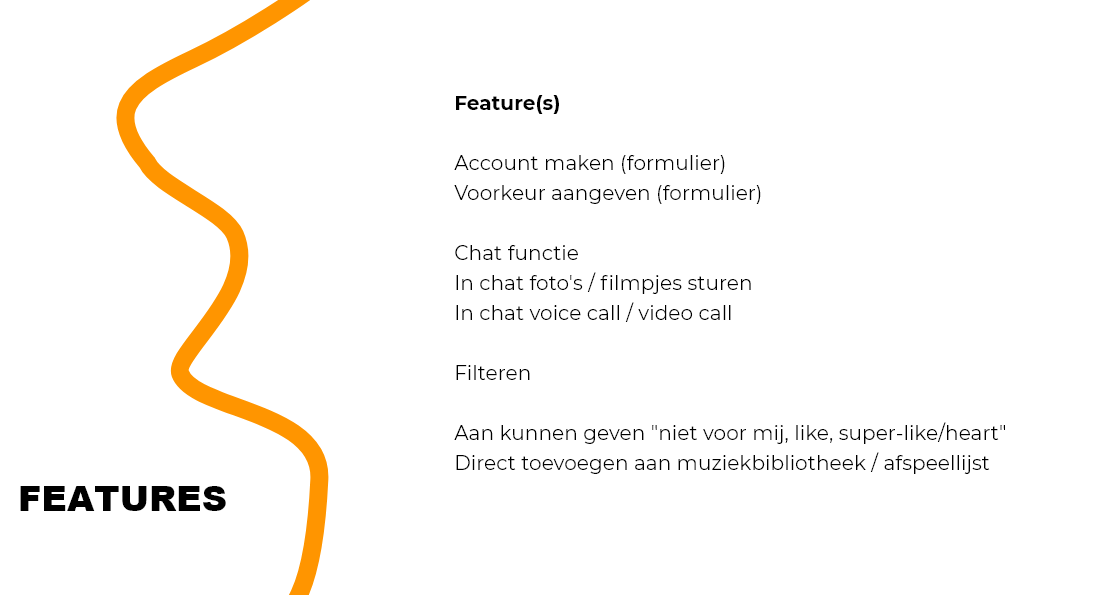 Feature(s)
Account maken (formulier)
Voorkeur aangeven (formulier)
Chat functie
In chat foto's / filmpjes sturen
In chat voice call / video call
Filteren
Aan kunnen geven "niet voor mij, like, super-like/heart"
Direct toevoegen aan muziekbibliotheek / afspeellijst
FEATURES